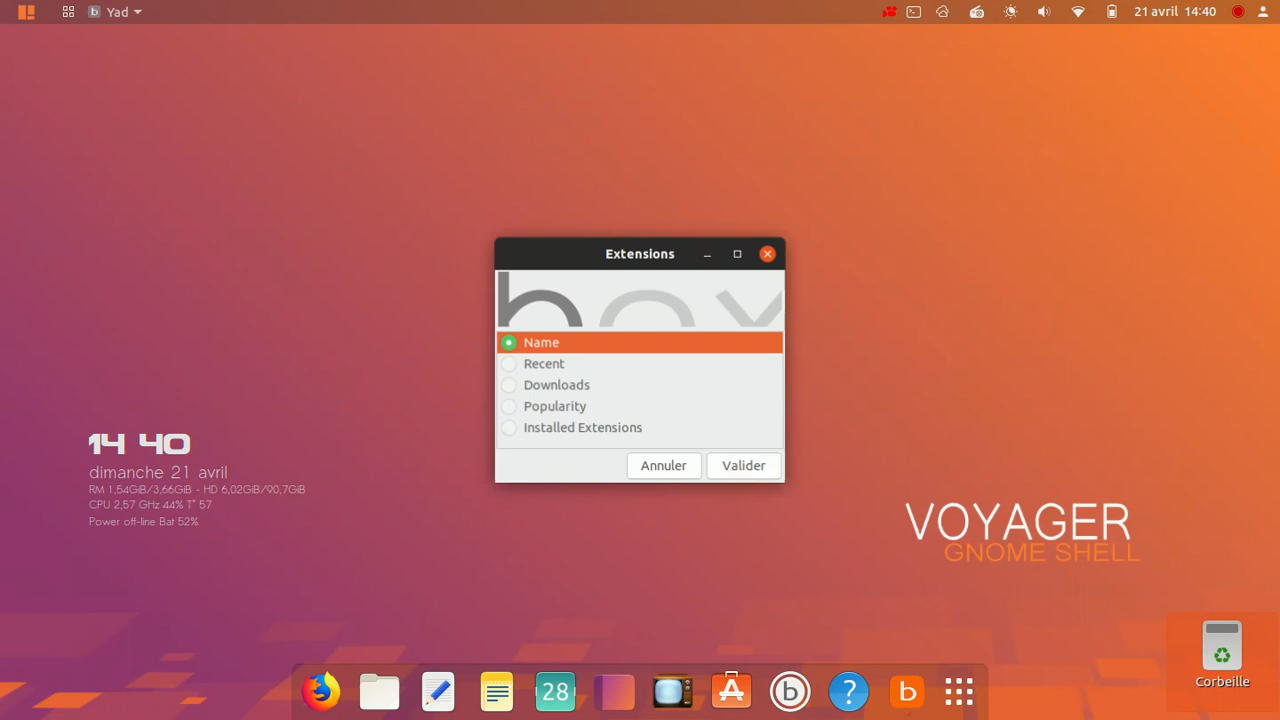 Yad
21 avril 14:40
Extensions
box
Name
Recent
Downloads
Popularity
Installed Extensions
Annuler
Valider
14 40
dimanche 21 avril
RM 1,54GiB/3,66GiB - HD 6,02GiB/90,7GiB
CPU 2,57 GHz 44% T° 57
Power off-line Bat 52%
VOYAGER
GNOME SHELL
28
Corbeille